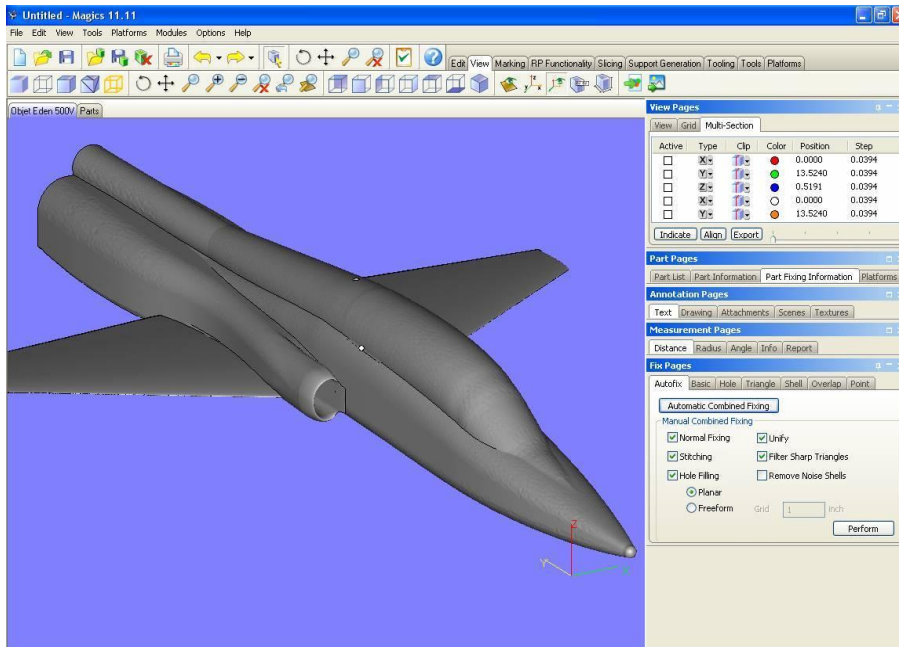 Untitled - Magics 11.11
File Edit View Tools Platforms Modules Options Help
Edit View Marking RP Functionality Slicing Support Generation Tooling Tools Platforms
Objet Eden 500V Parts
View Pages
View Grid Multi-Section
Active Type Clip Color Position Step
X 0.0000 0.0394
Y 13.5240 0.0394
Z 0.5191 0.0394
X 0.0000 0.0394
Y 13.5240 0.0394
Indicate Align Export
Part Pages
Part List Part Information Part Fixing Information Platforms
Annotation Pages
Text Drawing Attachments Scenes Textures
Measurement Pages
Distance Radius Angle Info Report
Fix Pages
Autofix Basic Hole Triangle Shell Overlap Point
Automatic Combined Fixing
Manual Combined Fixing
Normal Fixing Unify
Stitching Filter Sharp Triangles
Hole Filling Remove Noise Shells
Planar
Freeform Grid 1 inch
Perform
Z
Y